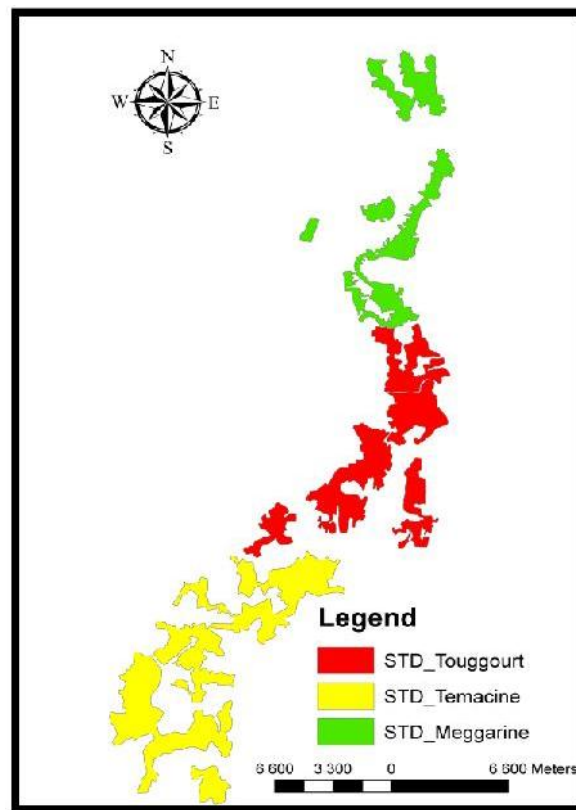 N
W E
S
Legend
STD_Touggourt
STD_Temacine
STD_Meggarine
6 600 3 300 0 6 600 Meters